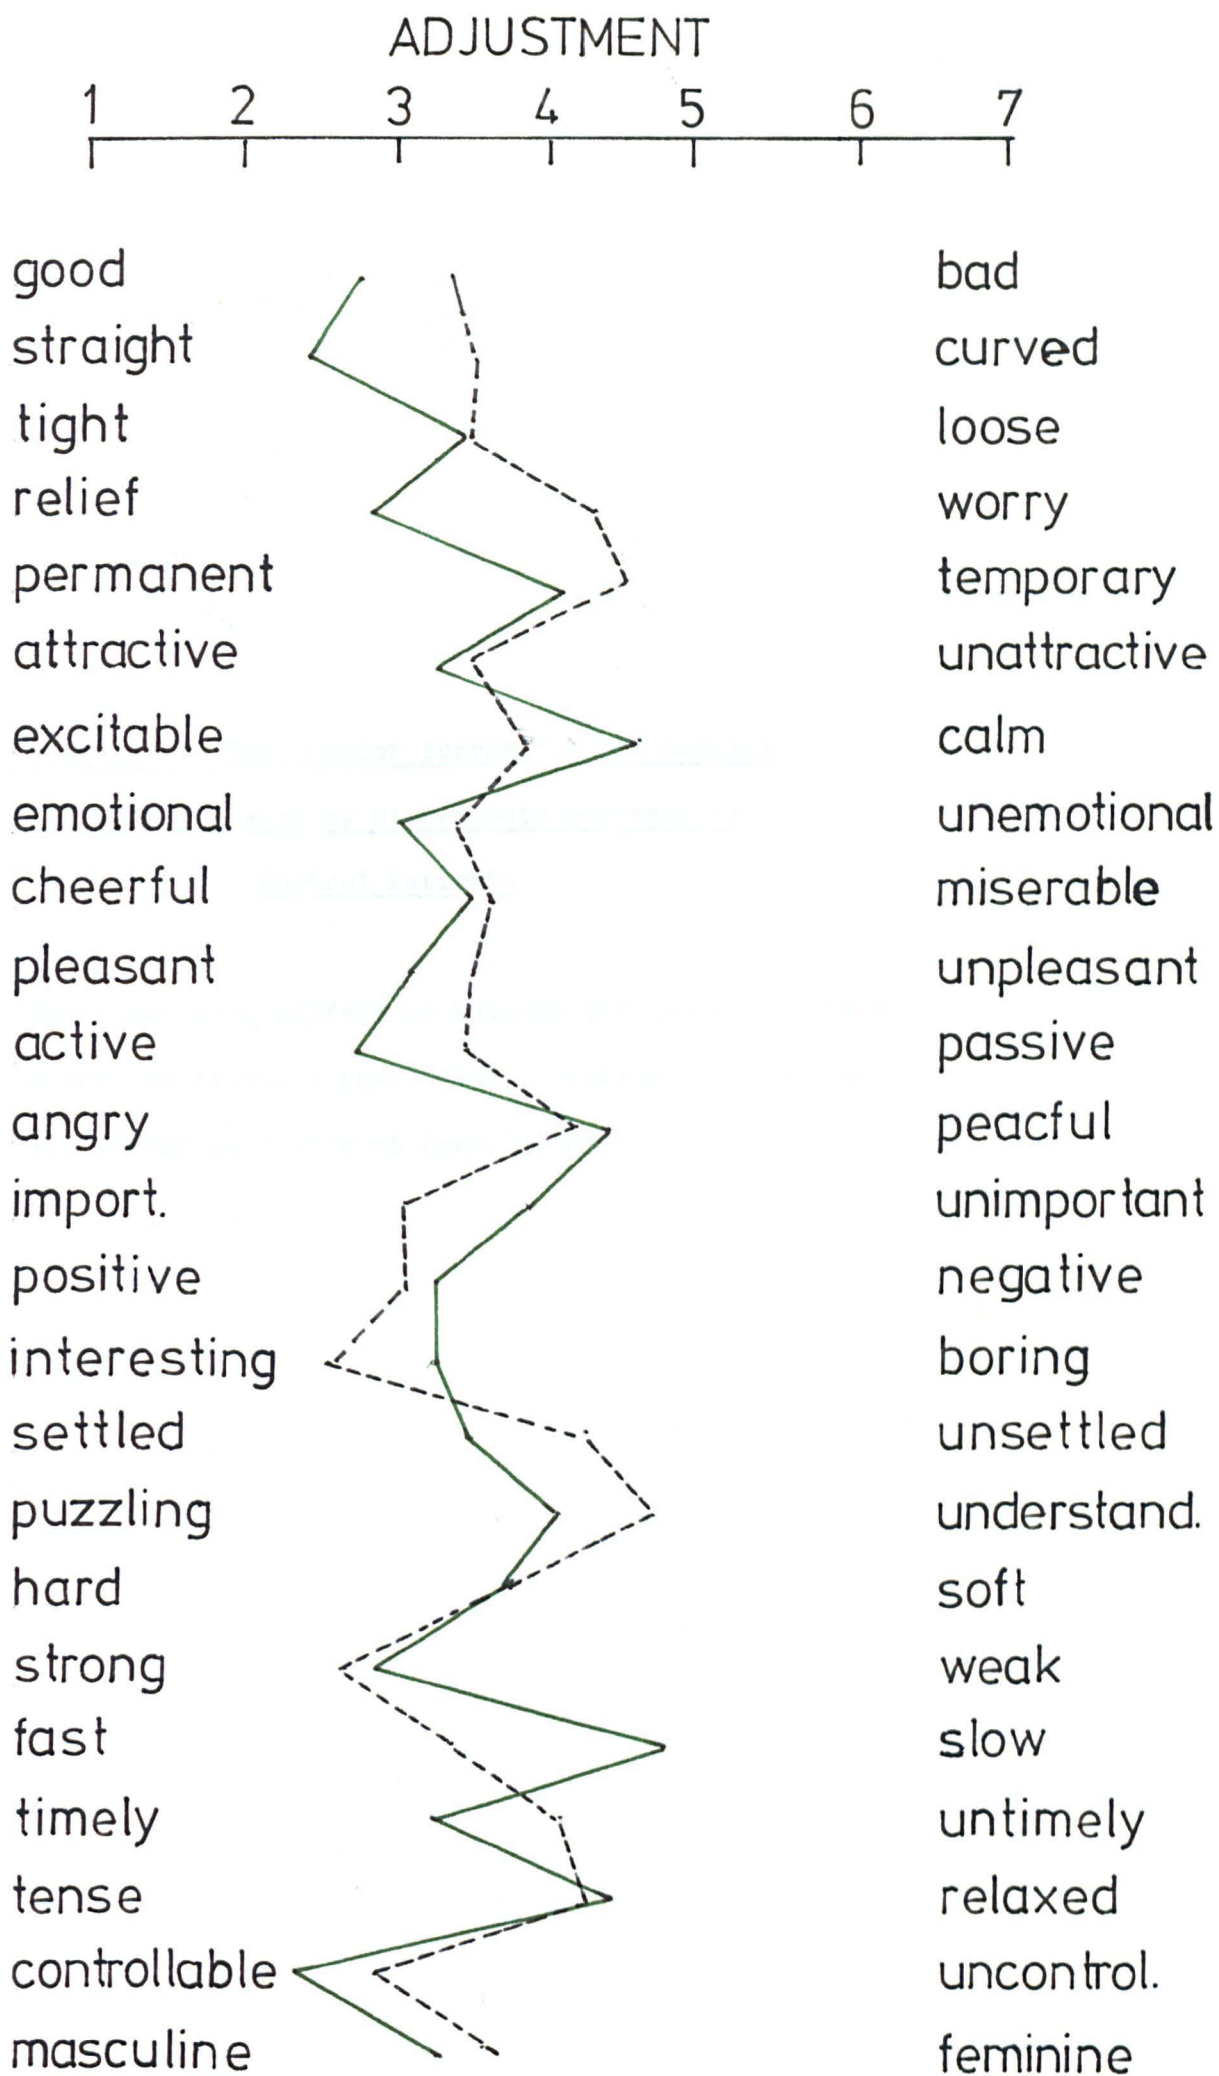 ADJUSTMENT
1 2 3 4 5 6 7
good bad
straight curved
tight loose
relief worry
permanent temporary
attractive unattractive
excitable calm
emotional unemotional
cheerful miserable
pleasant unpleasant
active passive
angry peacful
import. unimportant
positive negative
interesting boring
settled unsettled
puzzling understand.
hard soft
strong weak
fast slow
timely untimely
tense relaxed
controllable uncontrol.
masculine feminine